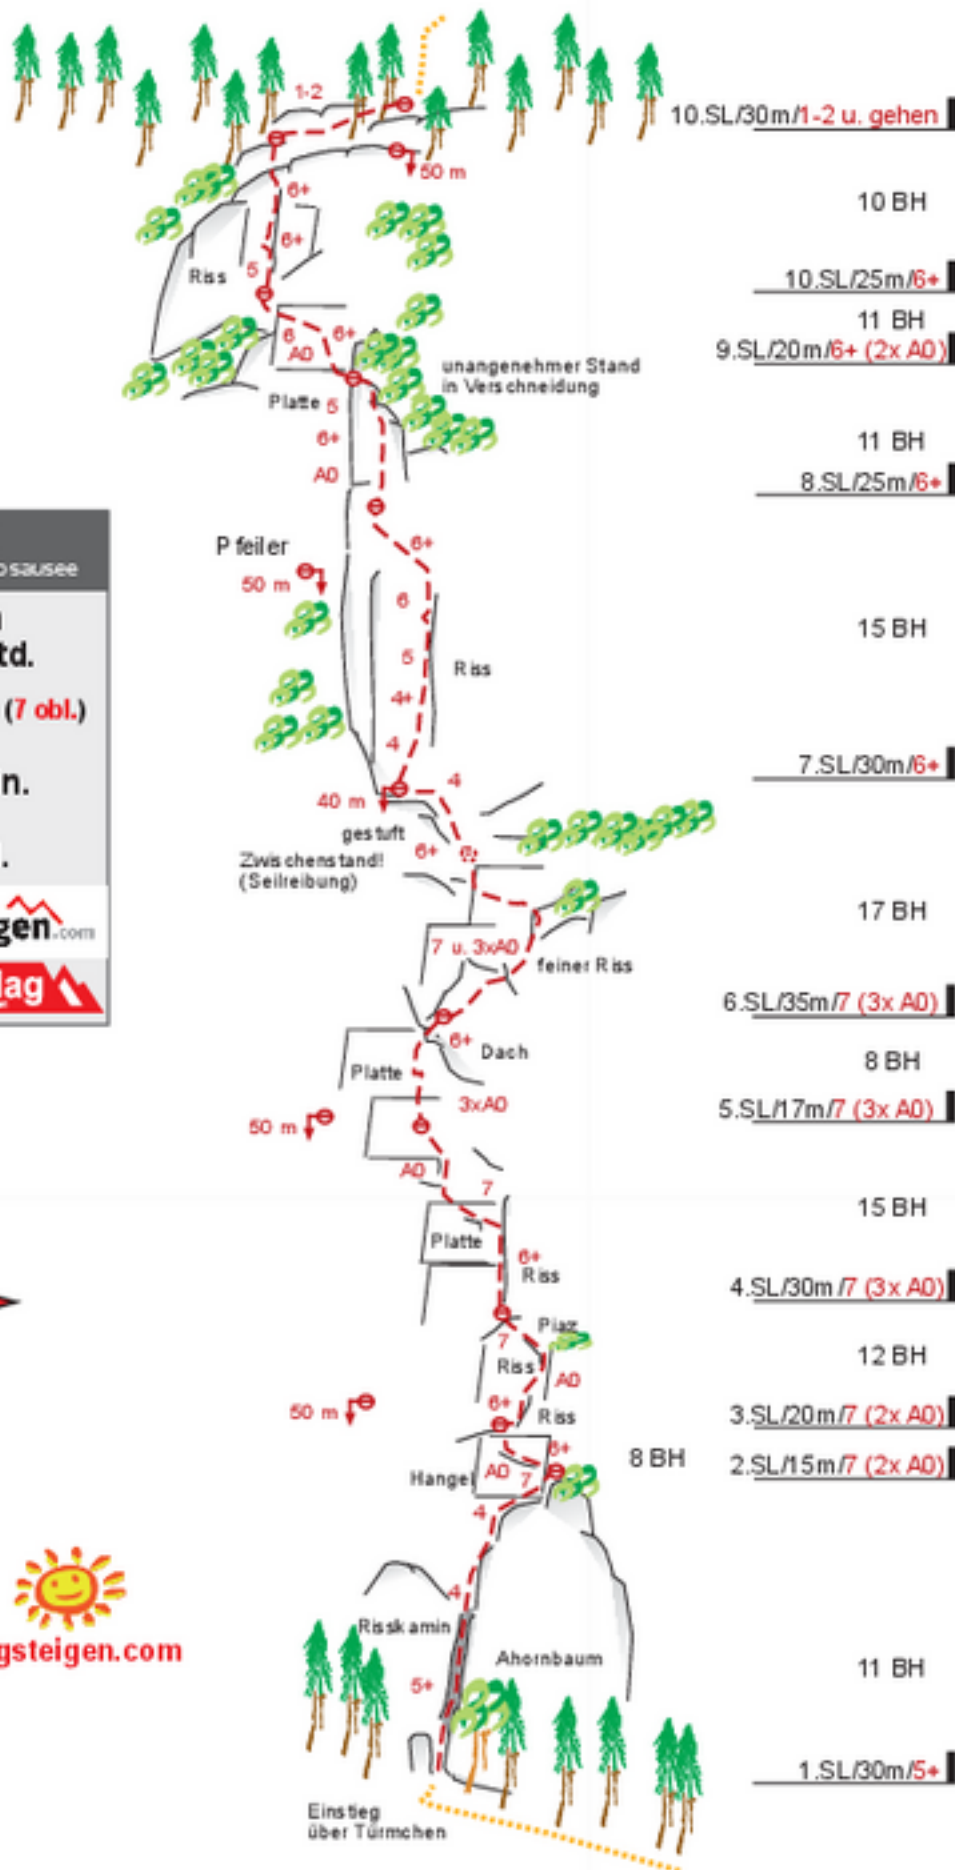 1-2
10.SL/30m/1-2 u. gehen
50 m
6+
10 BH
6+
Riss
5
10.SL/25m/6+
11 BH
6
6+
A0
9.SL/20m/6+ (2x A0)
unangenehmer Stand
in Verschneidung
Platte
5
6+
11 BH
A0
8.SL/25m/6+
Pfeiler
6+
50 m
6
15 BH
5
Riss
4+
4
7.SL/30m/6+
4
40 m
gestuft
6+
Zwischenstand!
(Seilreibung)
17 BH
7 u. 3xA0
feiner Riss
6.SL/35m/7 (3x A0)
6+
Dach
8 BH
Platte
3xA0
5.SL/17m/7 (3x A0)
50 m
A0
7
15 BH
Platte
6+
Riss
4.SL/30m/7 (3x A0)
Piaz
7
12 BH
Riss
A0
6+
50 m
Riss
3.SL/20m/7 (2x A0)
6+
8 BH
2.SL/15m/7 (2x A0)
Hangel
A0
7
4
4
Risskamin
Ahornbaum
11 BH
5+
1.SL/30m/5+
Einstieg
über Türmchen
osausee
td.
(7 obl.)
n.
gen.com
lag
gsteigen.com